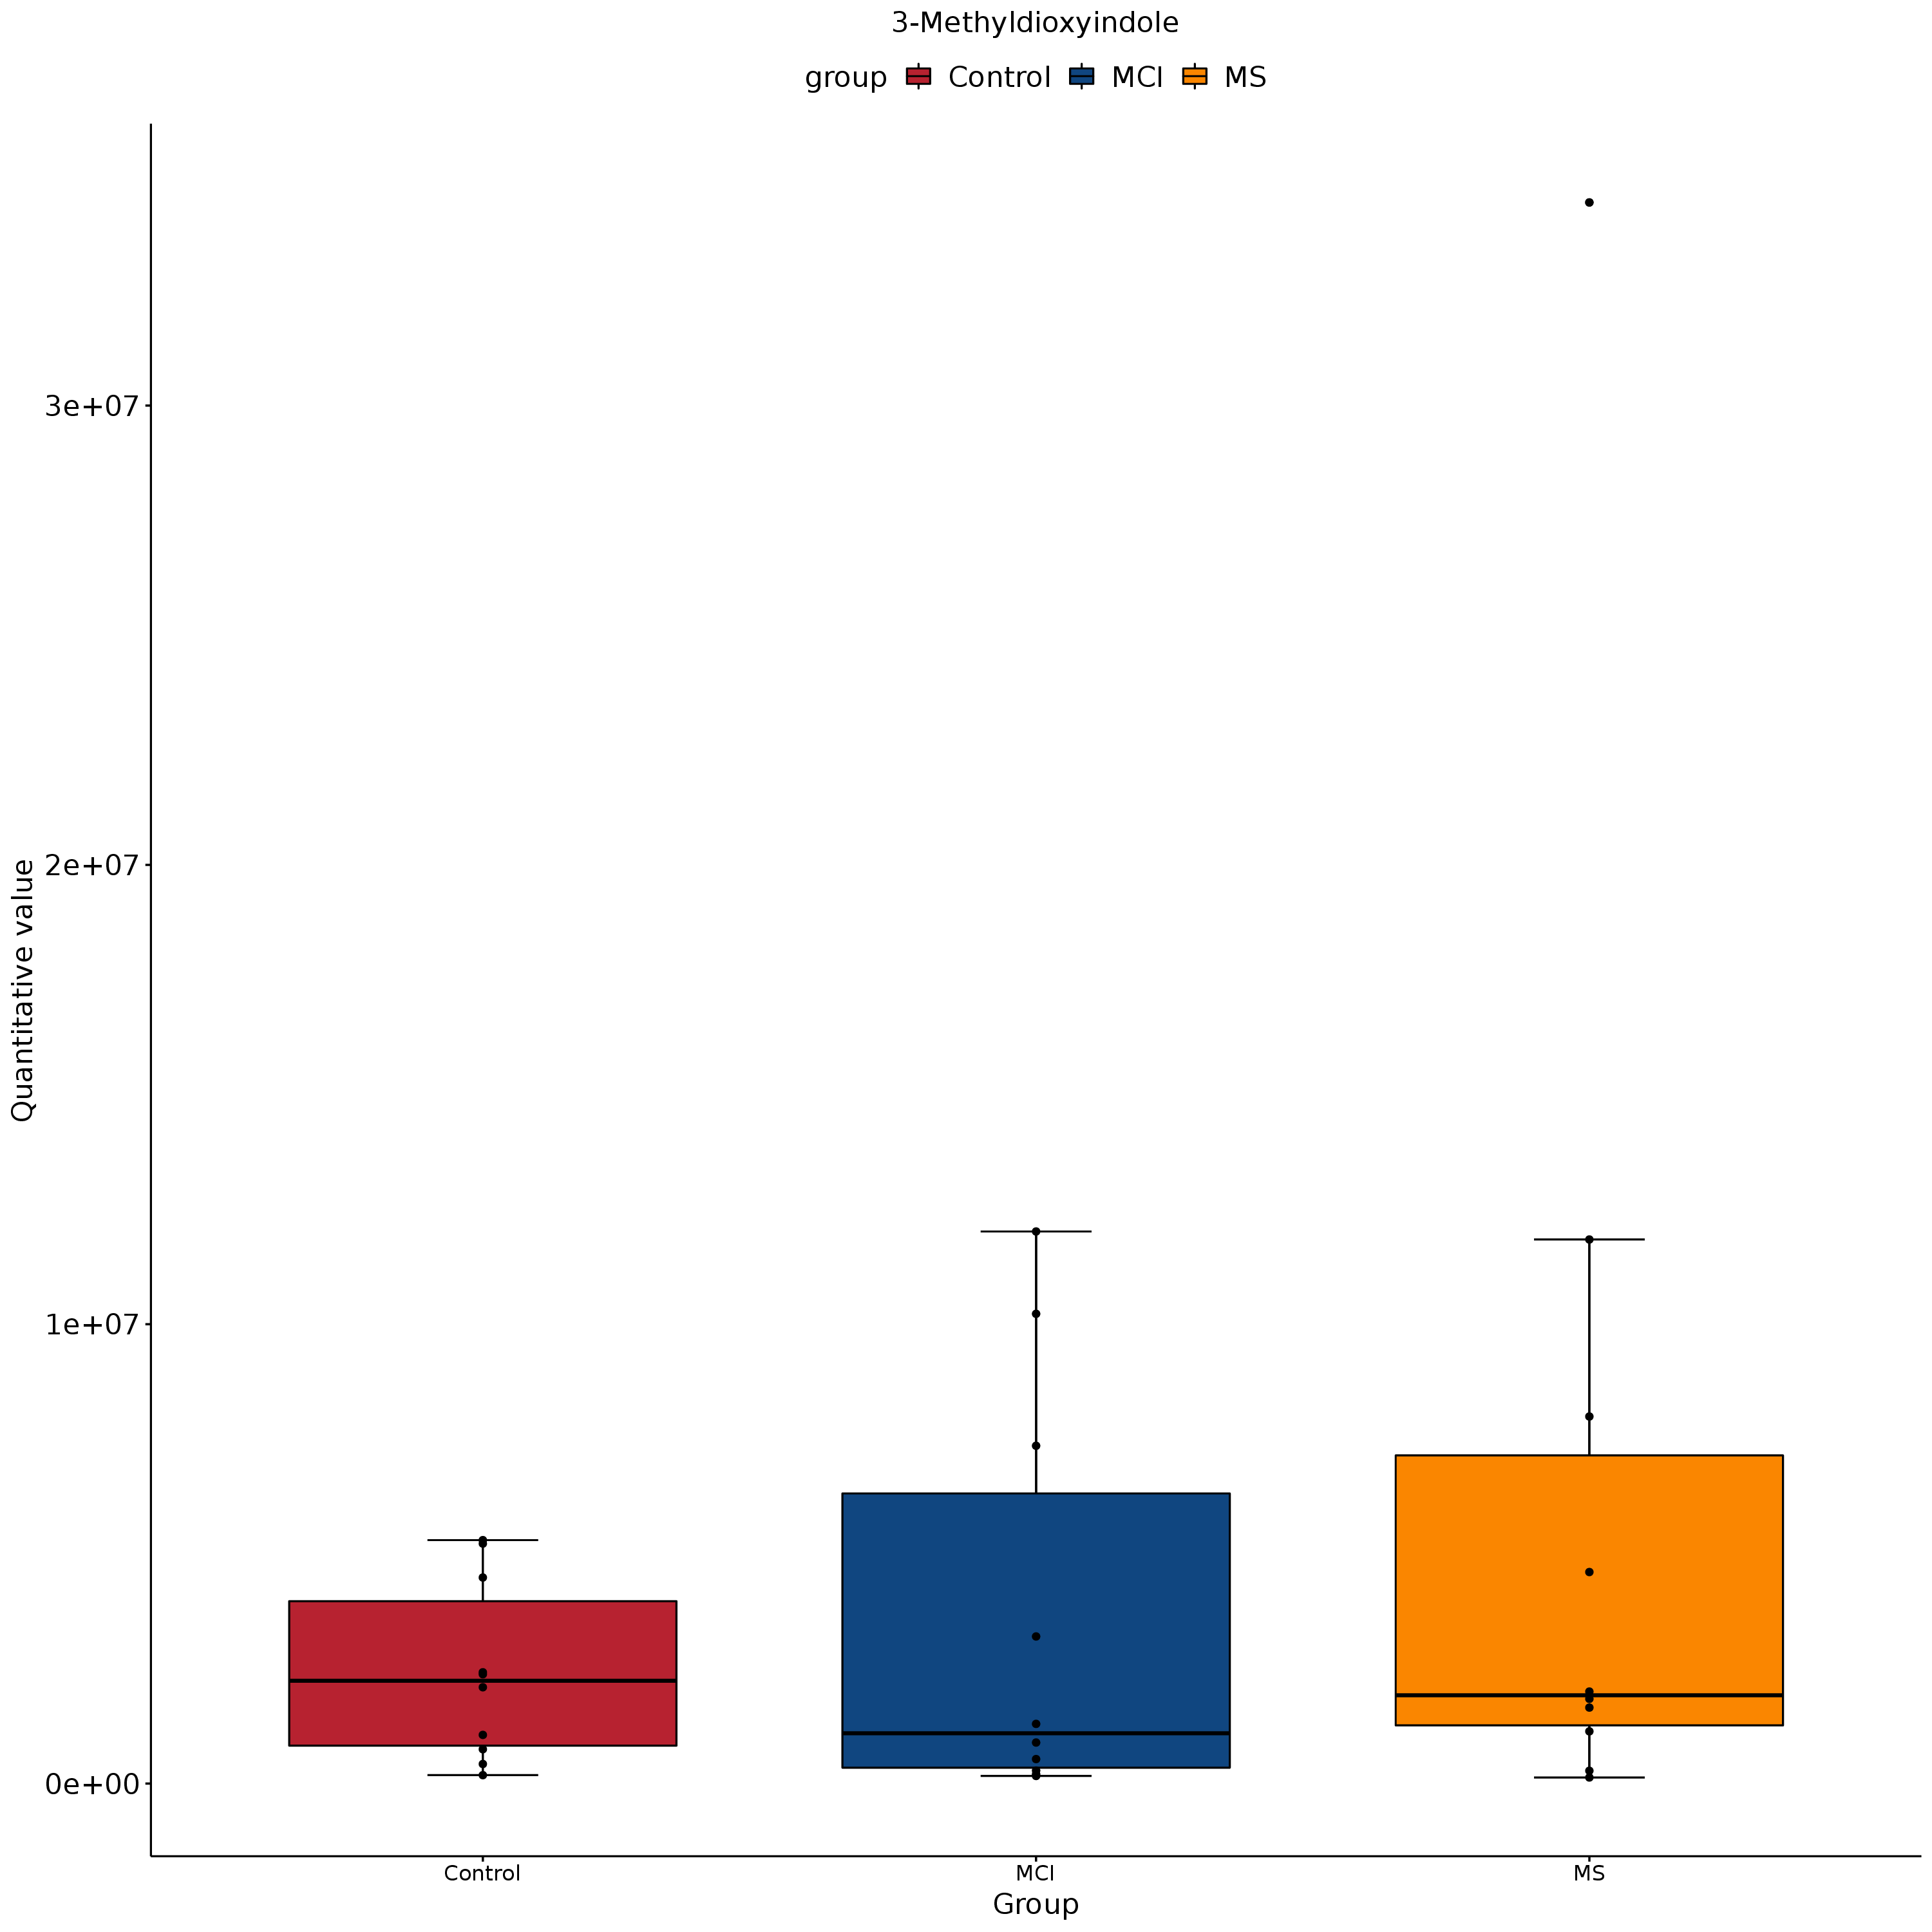 3-Methyldioxyindole
group Control MCI MS
Quantitative value
3e+07
2e+07
1e+07
0e+00
Control MCI MS
Group